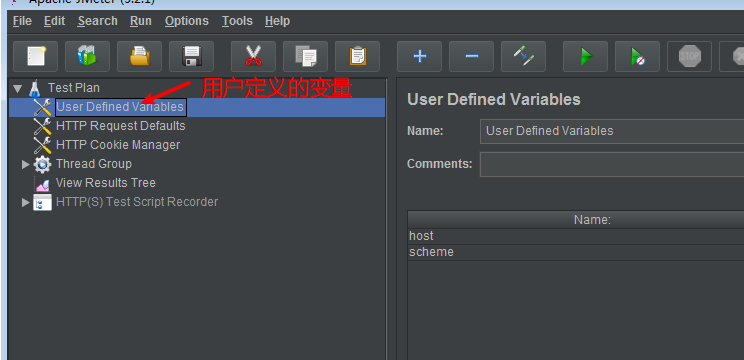 Apache JMeter (5.2.1)
File Edit Search Run Options Tools Help
STOP
Test Plan
User Defined Variables
用户定义的变量
HTTP Request Defaults
HTTP Cookie Manager
Thread Group
View Results Tree
HTTP(S) Test Script Recorder
User Defined Variables
Name: User Defined Variables
Comments:
Name:
host
scheme